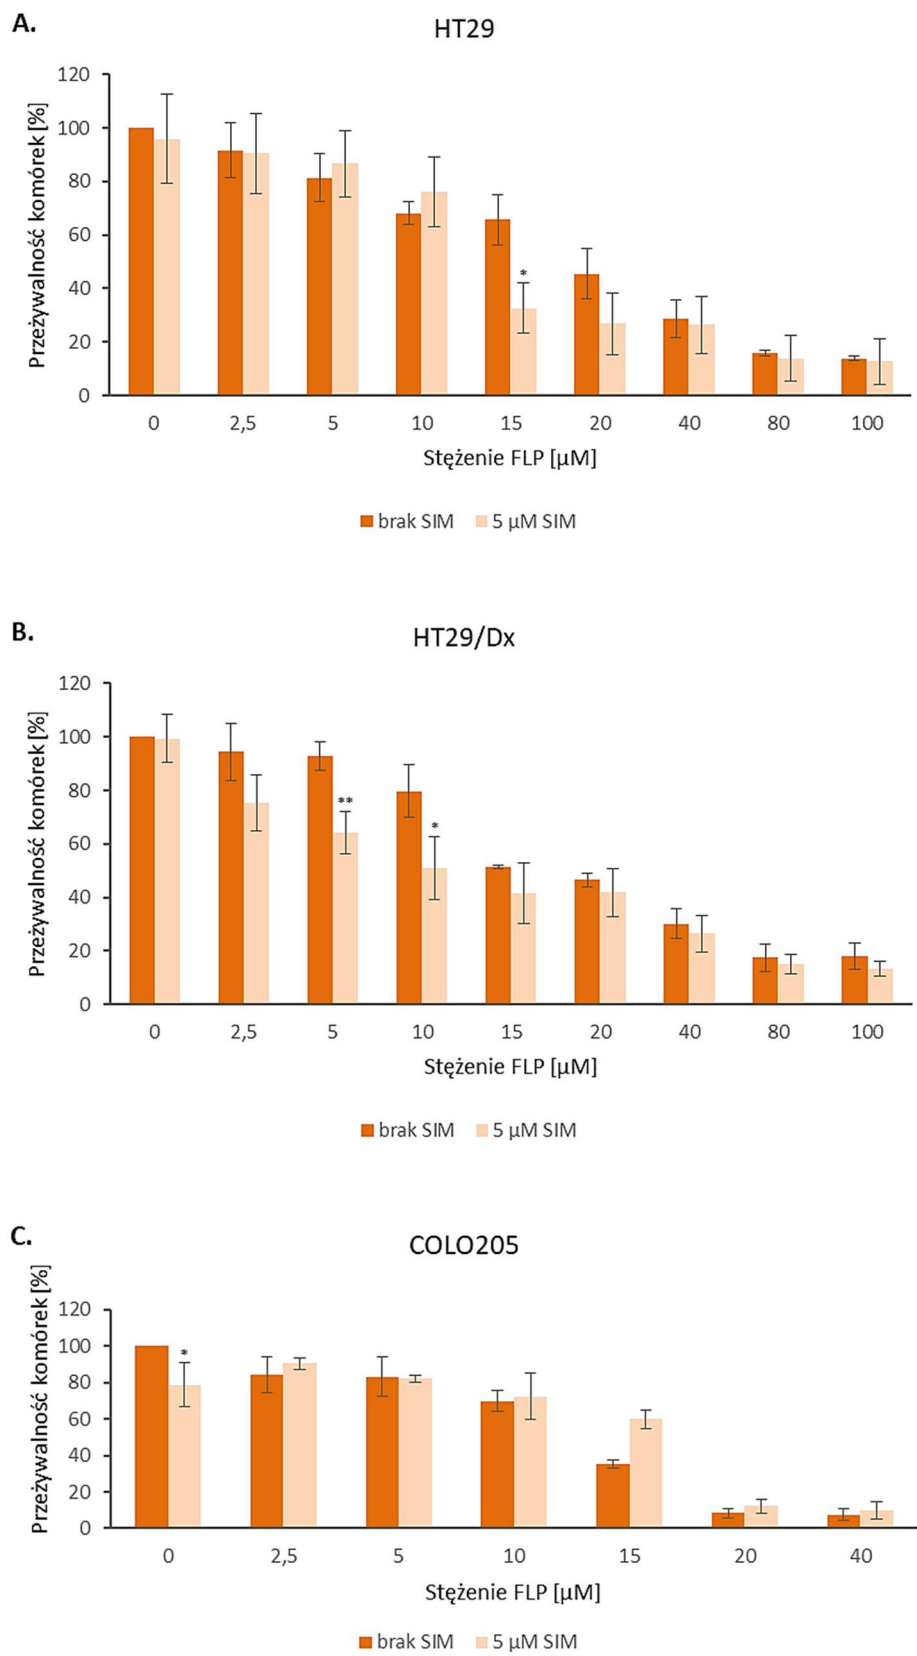 A.
HT29
Przeżywalność komórek [%]
120
100
80
60
40
20
0
*
0 2,5 5 10 15 20 40 80 100
Stężenie FLP [µM]
brak SIM 5 µM SIM
B.
HT29/Dx
Przeżywalność komórek [%]
120
100
80
60
40
20
0
** *
0 2,5 5 10 15 20 40 80 100
Stężenie FLP [µM]
brak SIM 5 µM SIM
C.
COLO205
Przeżywalność komórek [%]
120
100
80
60
40
20
0
*
0 2,5 5 10 15 20 40
Stężenie FLP [µM]
brak SIM 5 µM SIM